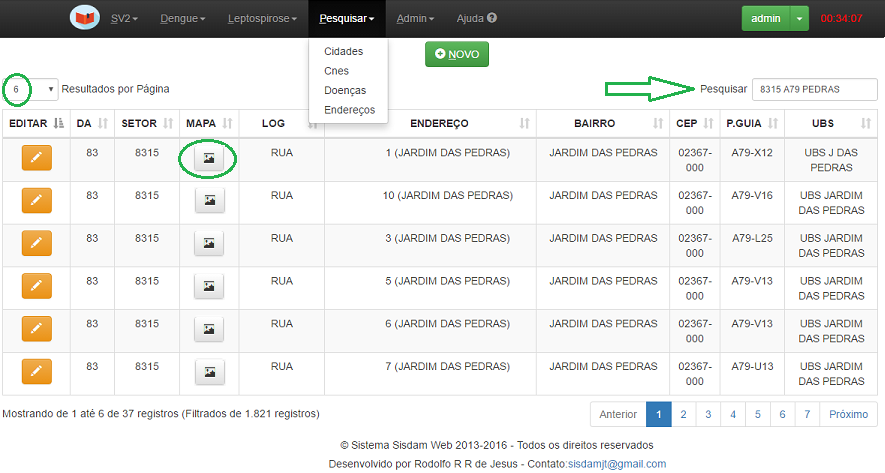 SV2 Dengue Leptospirose Pesquisar Admin Ajuda admin 00:34:07
Cidades
Cnes
Doenças
Endereços
NOVO
6 Resultados por Página Pesquisar 8315 A79 PEDRAS
EDITAR DA SETOR MAPA LOG ENDEREÇO BAIRRO CEP P.GUIA UBS
83 8315 RUA 1 (JARDIM DAS PEDRAS) JARDIM DAS PEDRAS 02367-000 A79-X12 UBS J DAS PEDRAS
83 8315 RUA 10 (JARDIM DAS PEDRAS) JARDIM DAS PEDRAS 02367-000 A79-V16 UBS JARDIM DAS PEDRAS
83 8315 RUA 3 (JARDIM DAS PEDRAS) JARDIM DAS PEDRAS 02367-000 A79-L25 UBS JARDIM DAS PEDRAS
83 8315 RUA 5 (JARDIM DAS PEDRAS) JARDIM DAS PEDRAS 02367-000 A79-V13 UBS JARDIM DAS PEDRAS
83 8315 RUA 6 (JARDIM DAS PEDRAS) JARDIM DAS PEDRAS 02367-000 A79-V13 UBS JARDIM DAS PEDRAS
83 8315 RUA 7 (JARDIM DAS PEDRAS) JARDIM DAS PEDRAS 02367-000 A79-U13 UBS JARDIM DAS PEDRAS
Mostrando de 1 até 6 de 37 registros (Filtrados de 1.821 registros) Anterior 1 2 3 4 5 6 7 Próximo
© Sistema Sisdam Web 2013-2016 - Todos os direitos reservados
Desenvolvido por Rodolfo R R de Jesus - Contato:sisdamjt@gmail.com